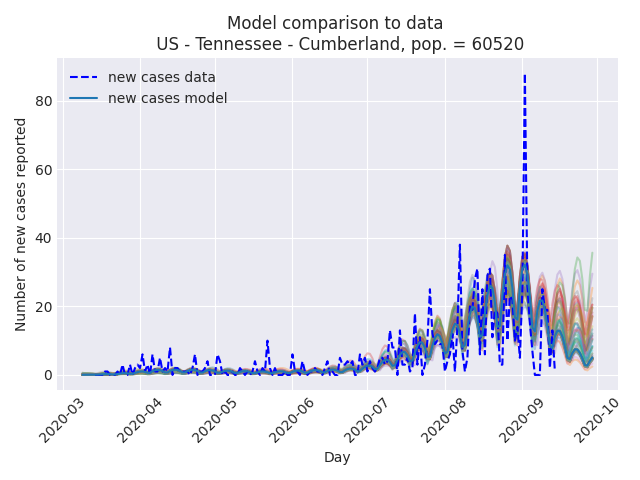 Model comparison to data
US - Tennessee - Cumberland, pop. = 60520
new cases data
new cases model
Number of new cases reported
80
60
40
20
0
2020-03
2020-04
2020-05
2020-06
2020-07
2020-08
2020-09
2020-10
Day